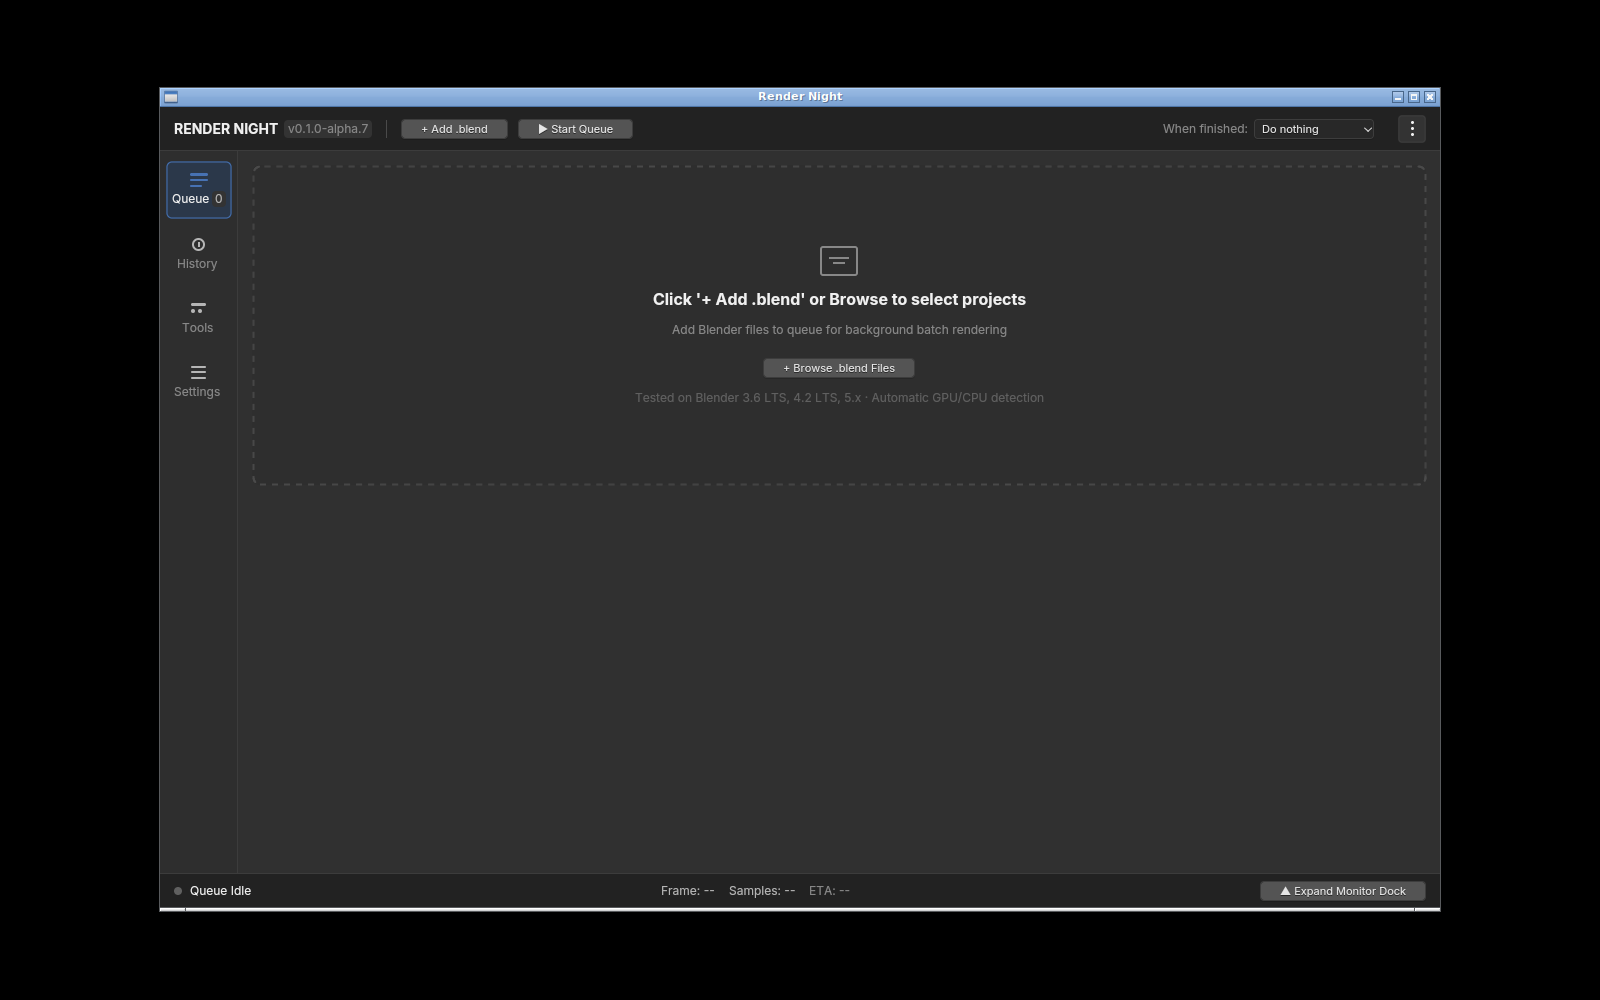 Render Night
RENDER NIGHT v0.1.0-alpha.7 + Add .blend ▶ Start Queue When finished: Do nothing
Queue 0
History
Tools
Settings
Click '+ Add .blend' or Browse to select projects
Add Blender files to queue for background batch rendering
+ Browse .blend Files
Tested on Blender 3.6 LTS, 4.2 LTS, 5.x · Automatic GPU/CPU detection
Queue Idle Frame: -- Samples: -- ETA: -- ▲ Expand Monitor Dock